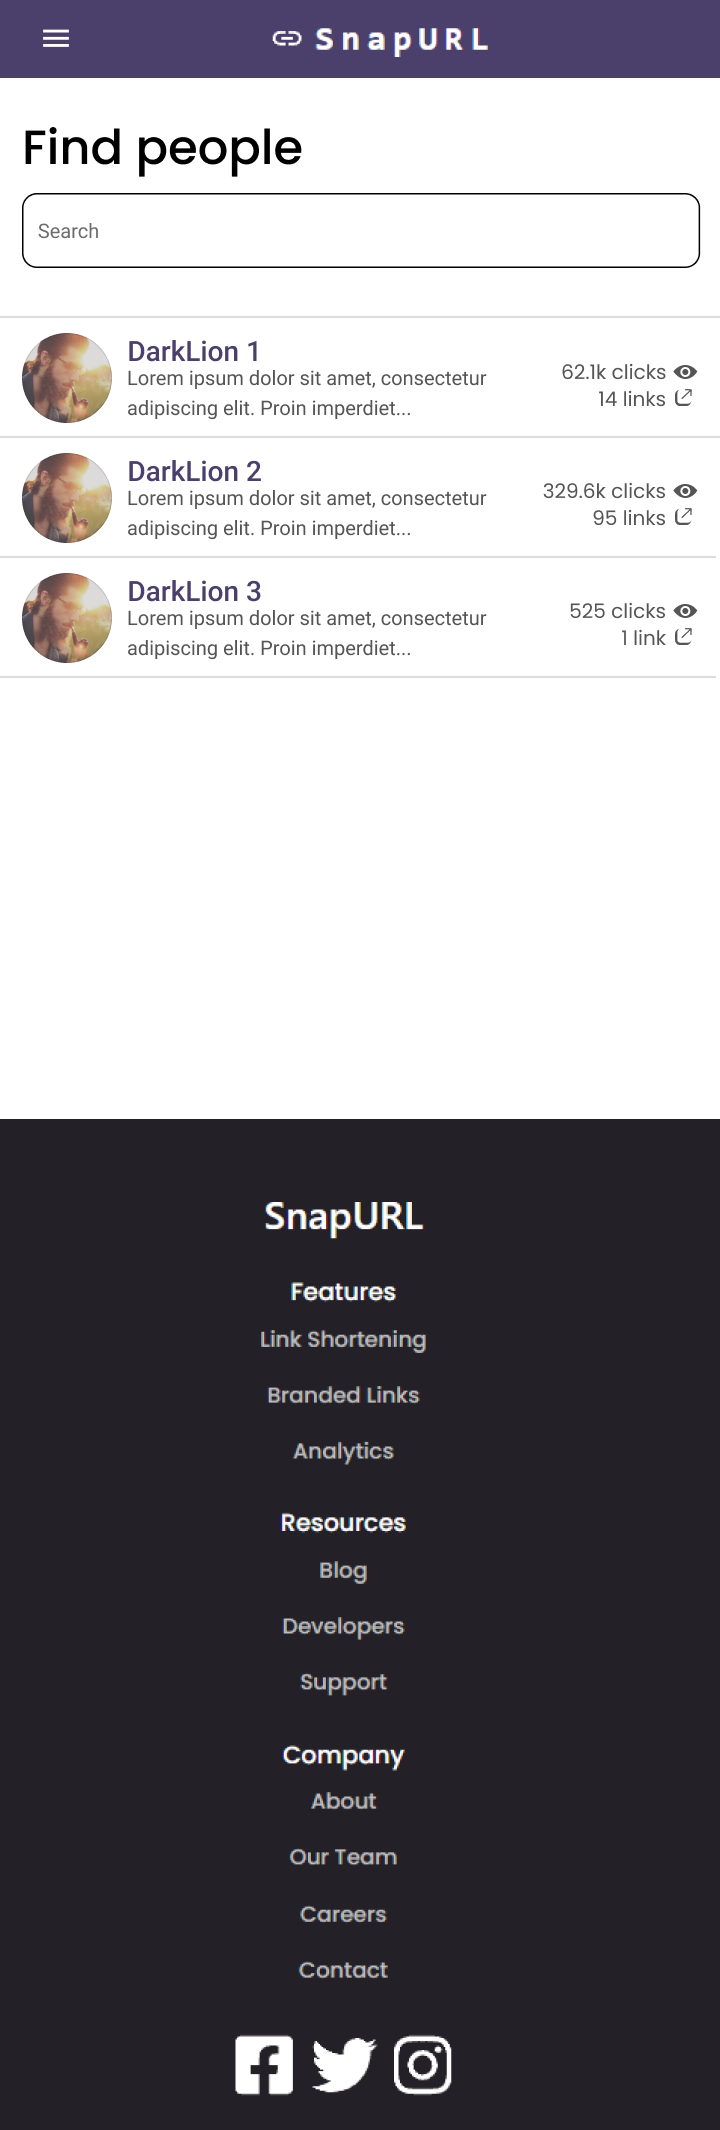 SnapURL
Find people
Search
DarkLion 1
Lorem ipsum dolor sit amet, consectetur
adipiscing elit. Proin imperdiet...
62.1k clicks
14 links
DarkLion 2
Lorem ipsum dolor sit amet, consectetur
adipiscing elit. Proin imperdiet...
329.6k clicks
95 links
DarkLion 3
Lorem ipsum dolor sit amet, consectetur
adipiscing elit. Proin imperdiet...
525 clicks
1 link
SnapURL
Features
Link Shortening
Branded Links
Analytics
Resources
Blog
Developers
Support
Company
About
Our Team
Careers
Contact